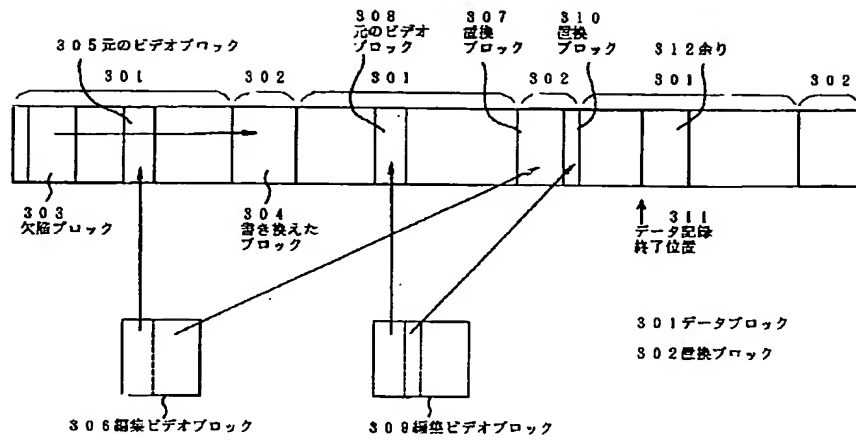 305元のビデオブロック
301
302
308
元のビデオ
ブロック
301
307
置換
ブロック
302
310
置換
ブロック
312余り
301
302
303
欠陥ブロック
304
書き換えた
ブロック
311
データ記録
終了位置
301データブロック
302置換ブロック
306編集ビデオブロック
309編集ビデオブロック